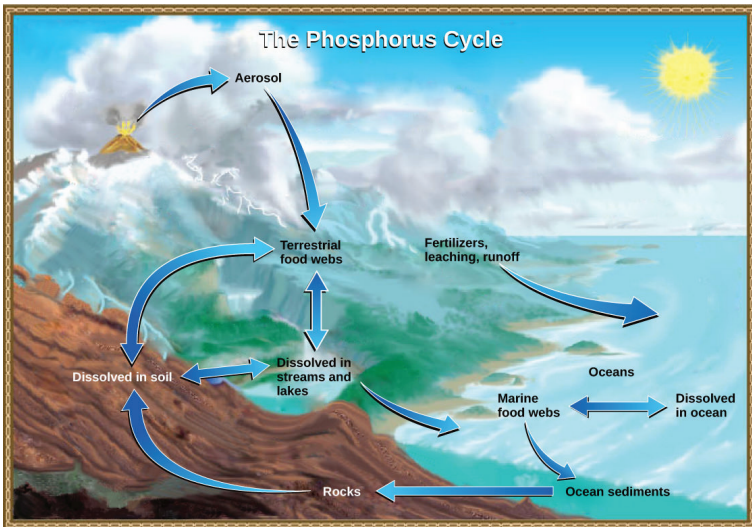 The Phosphorus Cycle
Aerosol
Terrestrial
food webs
Fertilizers,
leaching, runoff
Dissolved in soil
Dissolved in
streams and
lakes
Oceans
Marine
food webs
Dissolved
in ocean
Rocks
Ocean sediments